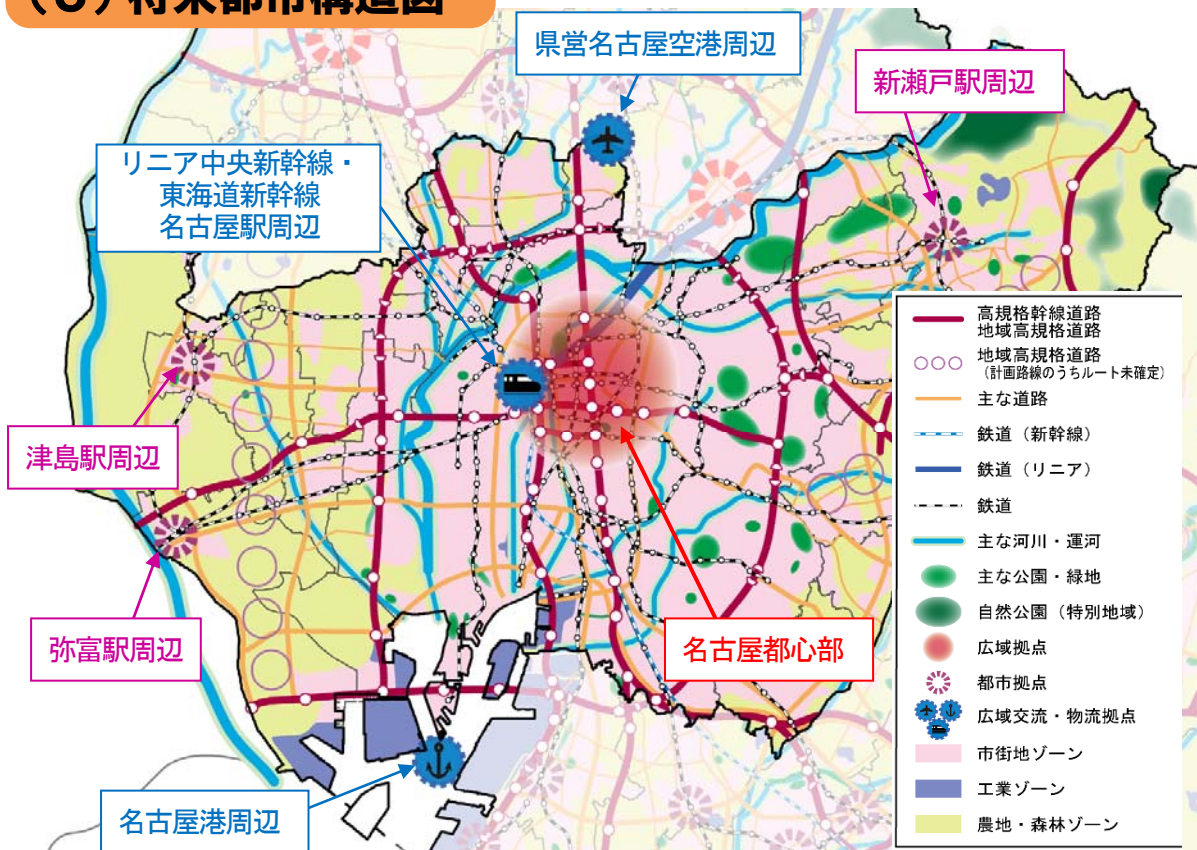 将来都市構造図
県営名古屋空港周辺
新瀬戸駅周辺
リニア中央新幹線・
東海道新幹線
名古屋駅周辺
津島駅周辺
弥富駅周辺
名古屋都心部
名古屋港周辺
高規格幹線道路
地域高規格道路
地域高規格道路
（計画路線のうちルート未確定）
主な道路
鉄道（新幹線）
鉄道（リニア）
鉄道
主な河川・運河
主な公園・緑地
自然公園（特別地域）
広域拠点
都市拠点
広域交流・物流拠点
市街地ゾーン
工業ゾーン
農地・森林ゾーン